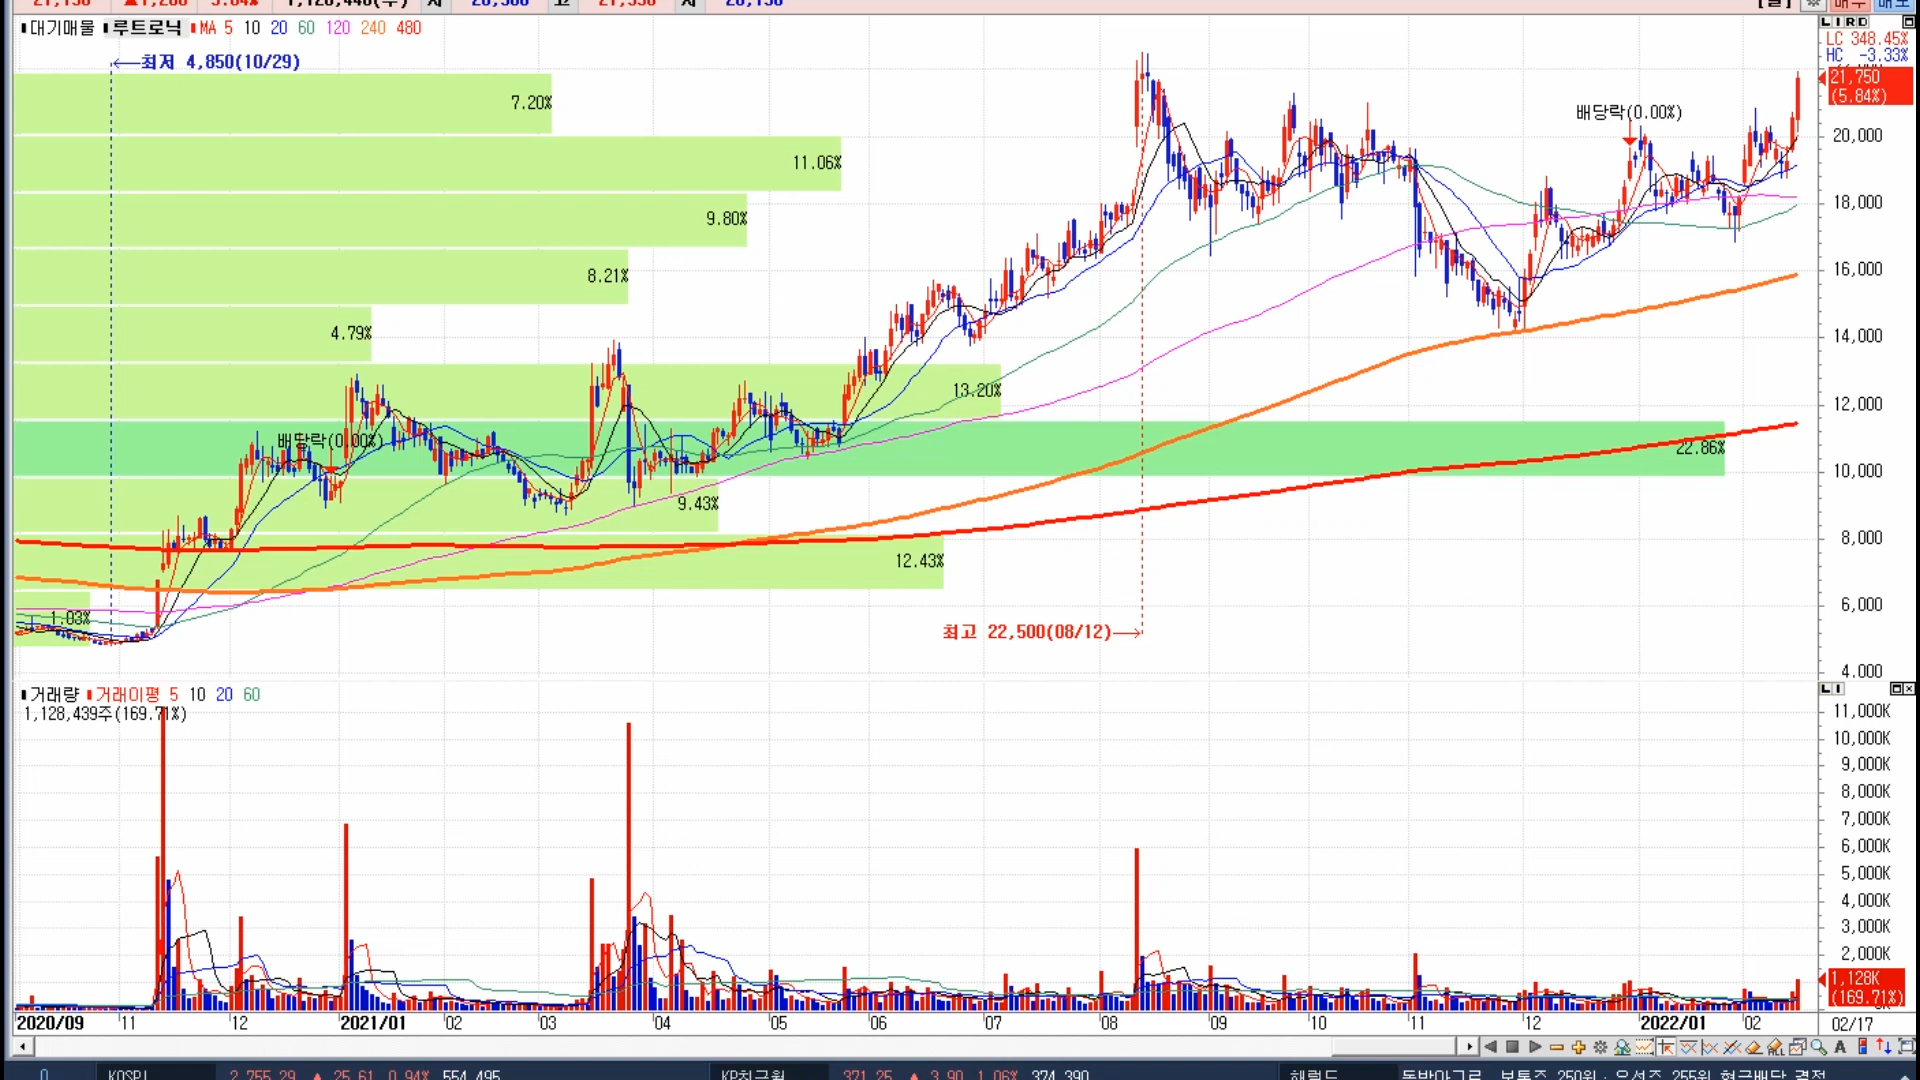 대기매물 루트로닉 MA 5 10 20 60 120 240 480
L I R D
LC 348.45%
HC -3.33%
←최저 4,850(10/29)
21,750
(5.84%)
7.20%
배당락(0.00%)
20,000
11.06%
18,000
9.80%
16,000
8.21%
14,000
4.79%
12,000
13.20%
배당락(0.00%)
22.86%
10,000
9.43%
8,000
12.43%
6,000
1.03%
최고 22,500(08/12)→
4.000
거래량 거래이평 5 10 20 60
L I
1,128,439주(169.71%)
11,000K
10,000K
9,000K
8,000K
7,000K
6,000K
5,000K
4,000K
3,000K
2,000K
1,128K
(169.71%)
2020/09 11 12 2021/01 02 03 04 05 06 07 08 09 10 11 12 2022/01 02 02/17
A